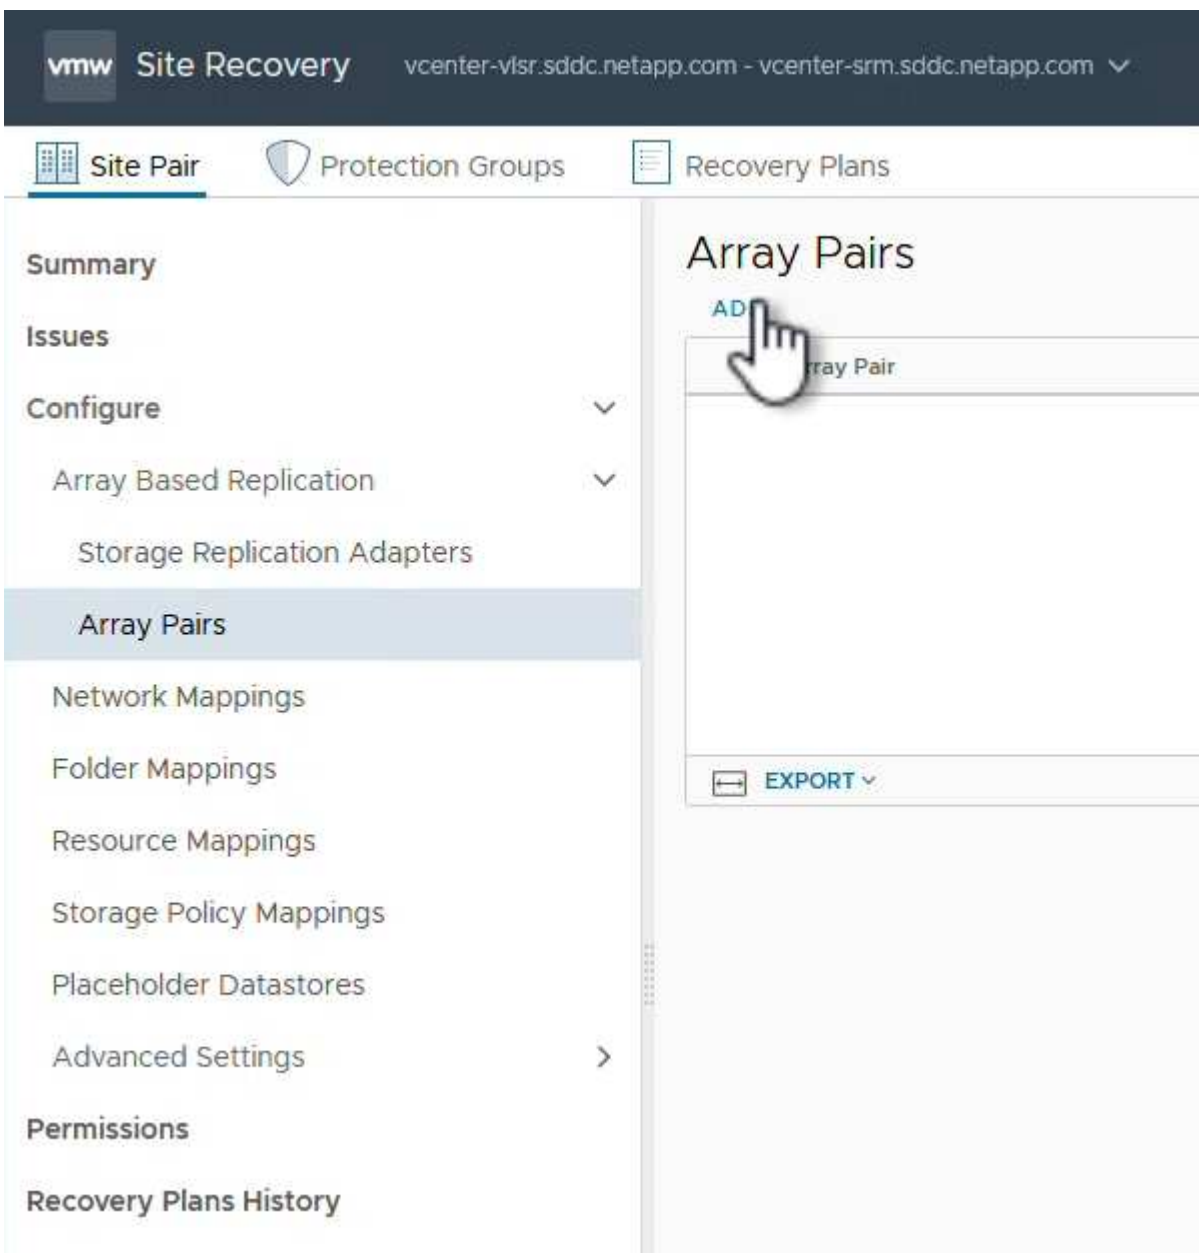 vmw Site Recovery vcenter-vlsr.sddc.netapp.com - vcenter-srm.sddc.netapp.com
Site Pair Protection Groups Recovery Plans
Summary
Issues
Configure
Array Based Replication
Storage Replication Adapters
Array Pairs
Network Mappings
Folder Mappings
Resource Mappings
Storage Policy Mappings
Placeholder Datastores
Advanced Settings
Permissions
Recovery Plans History
Array Pairs
Pair
EXPORT